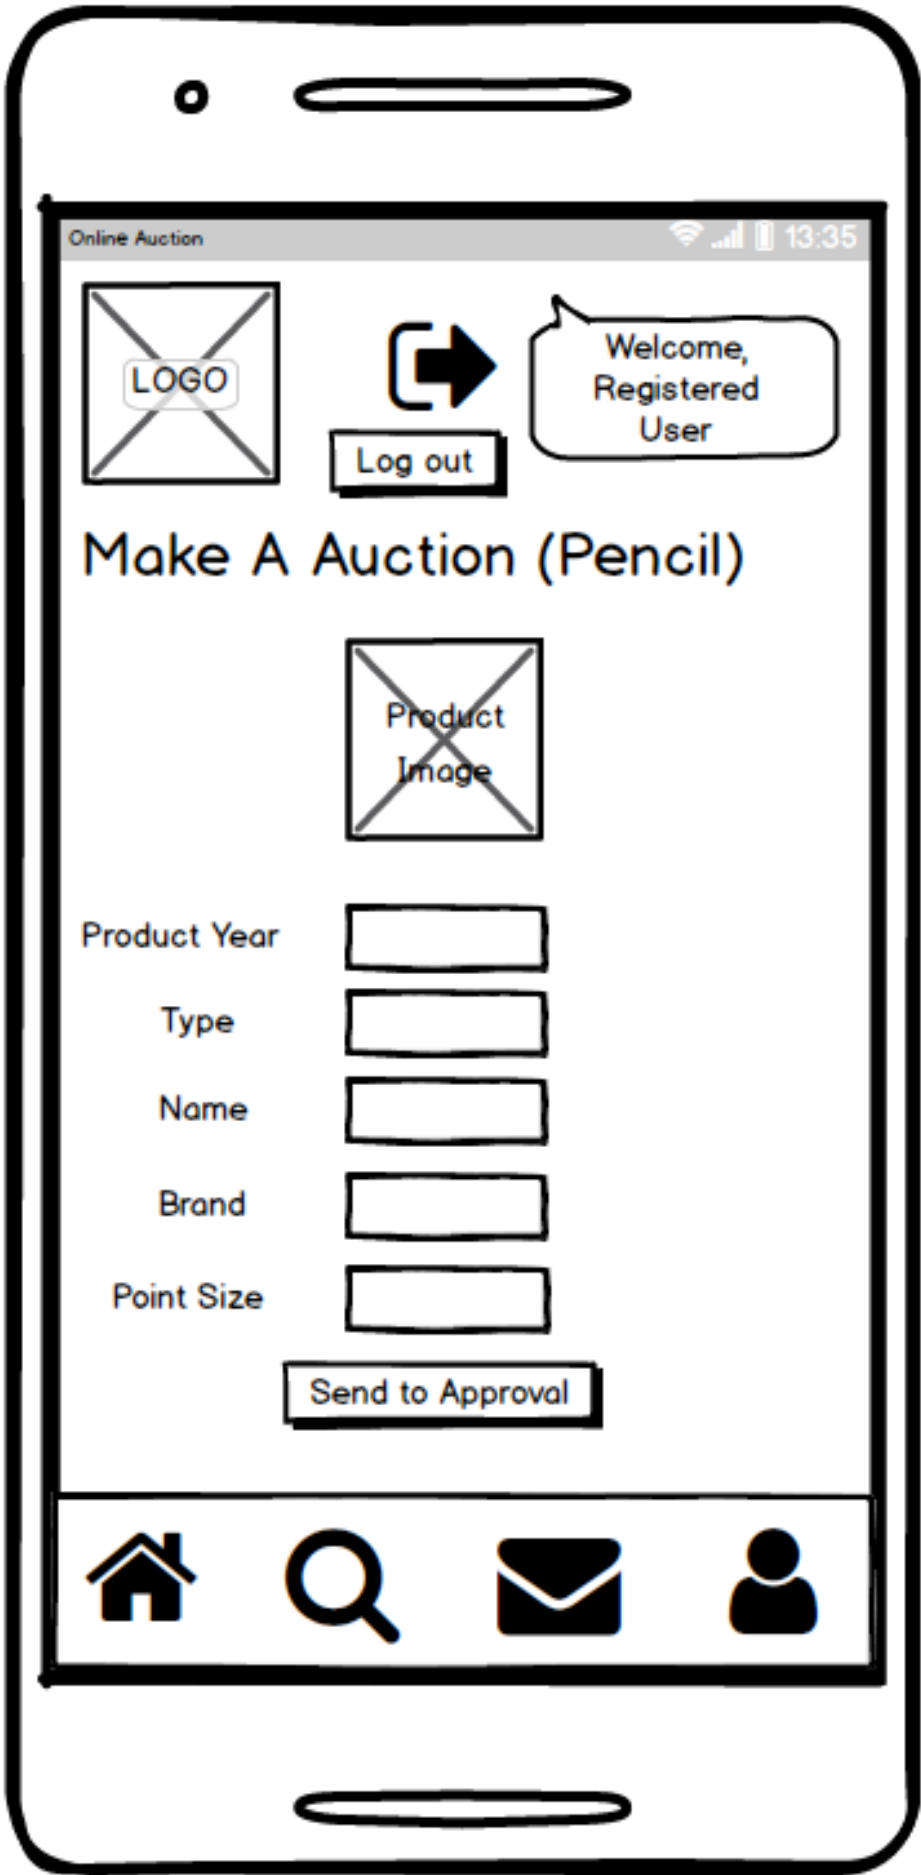 Online Auction
13:35
LOGO
Log out
Welcome,
Registered
User
Make A Auction (Pencil)
Product
Image
Product Year
Type
Name
Brand
Point Size
Send to Approval